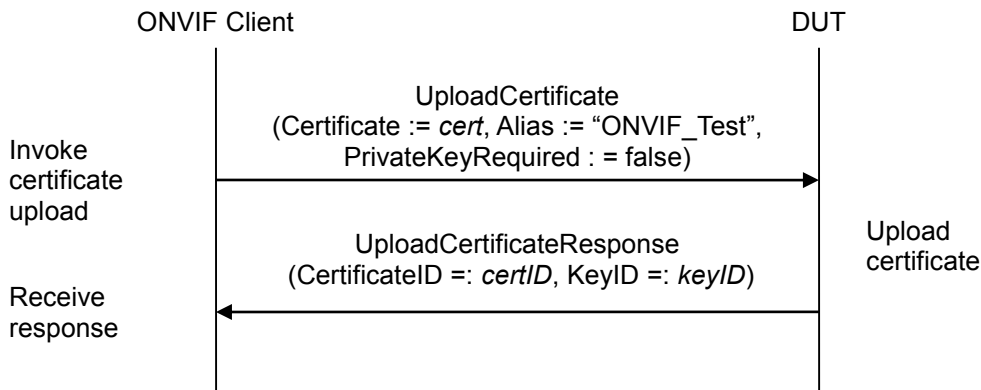 ONVIF Client
DUT
UploadCertificate
(Certificate := cert, Alias := “ONVIF_Test”,
PrivateKeyRequired : = false)
Invoke
certificate
upload
UploadCertificateResponse
(CertificateID =: certID, KeyID =: keyID)
Upload
certificate
Receive
response